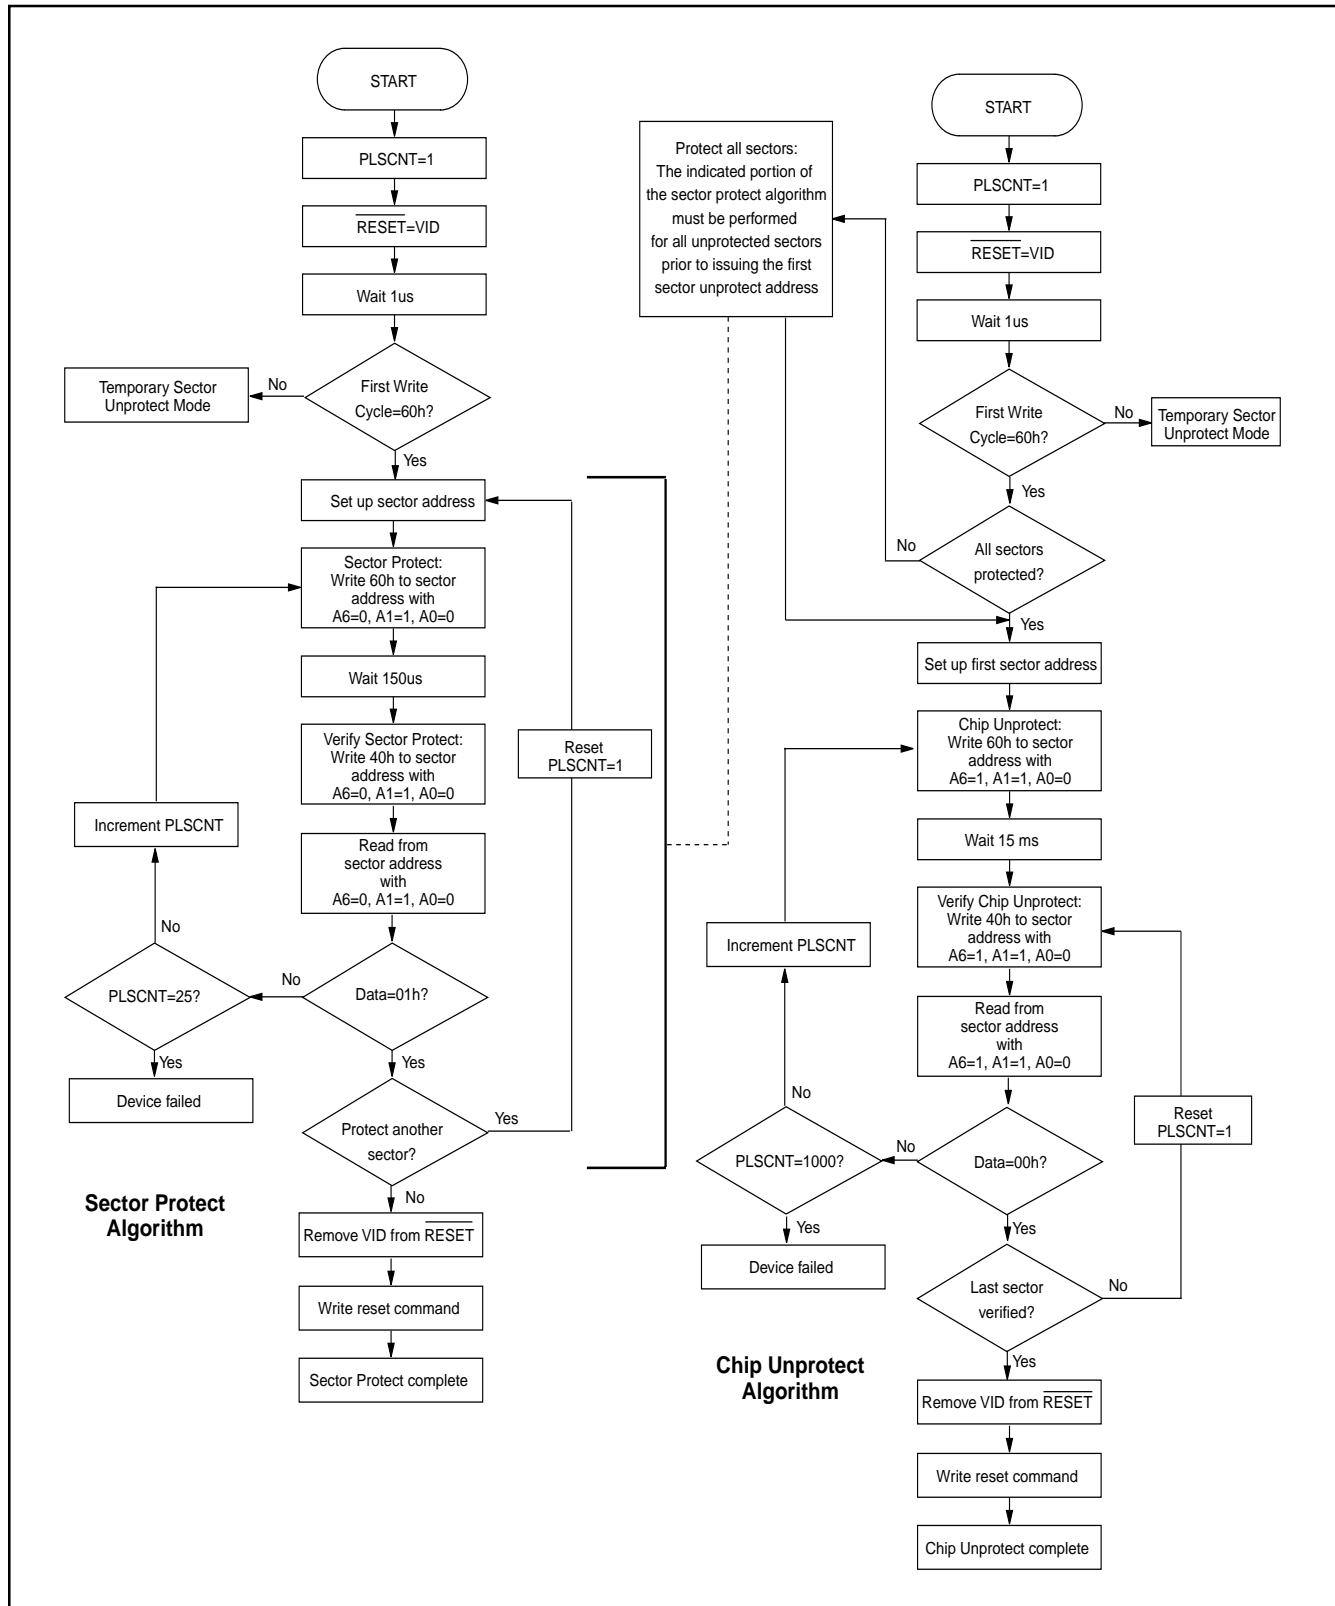 START
PLSCNT=1
RESET=VID
Wait 1us
First Write
Cycle=60h?
No
Temporary Sector
Unprotect Mode
Yes
Set up sector address
Sector Protect:
Write 60h to sector
address with
A6=0, A1=1, A0=0
Wait 150us
Verify Sector Protect:
Write 40h to sector
address with
A6=0, A1=1, A0=0
Reset
PLSCNT=1
Increment PLSCNT
Read from
sector address
with
A6=0, A1=1, A0=0
No
PLSCNT=25?
No
Data=01h?
Yes
Device failed
Yes
Protect another
sector?
Yes
Sector Protect
Algorithm
No
Remove VID from RESET
Write reset command
Sector Protect complete
Protect all sectors:
The indicated portion of
the sector protect algorithm
must be performed
for all unprotected sectors
prior to issuing the first
sector unprotect address
START
PLSCNT=1
RESET=VID
Wait 1us
First Write
Cycle=60h?
No
Temporary Sector
Unprotect Mode
Yes
No
All sectors
protected?
Yes
Set up first sector address
Chip Unprotect:
Write 60h to sector
address with
A6=1, A1=1, A0=0
Wait 15 ms
Verify Chip Unprotect:
Write 40h to sector
address with
A6=1, A1=1, A0=0
Increment PLSCNT
Read from
sector address
with
A6=1, A1=1, A0=0
No
Reset
PLSCNT=1
PLSCNT=1000?
No
Data=00h?
Yes
Device failed
Yes
Last sector
verified?
No
Chip Unprotect
Algorithm
Yes
Remove VID from RESET
Write reset command
Chip Unprotect complete